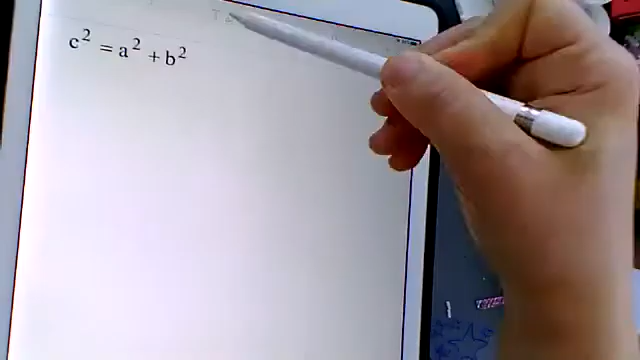 c² = a² + b²